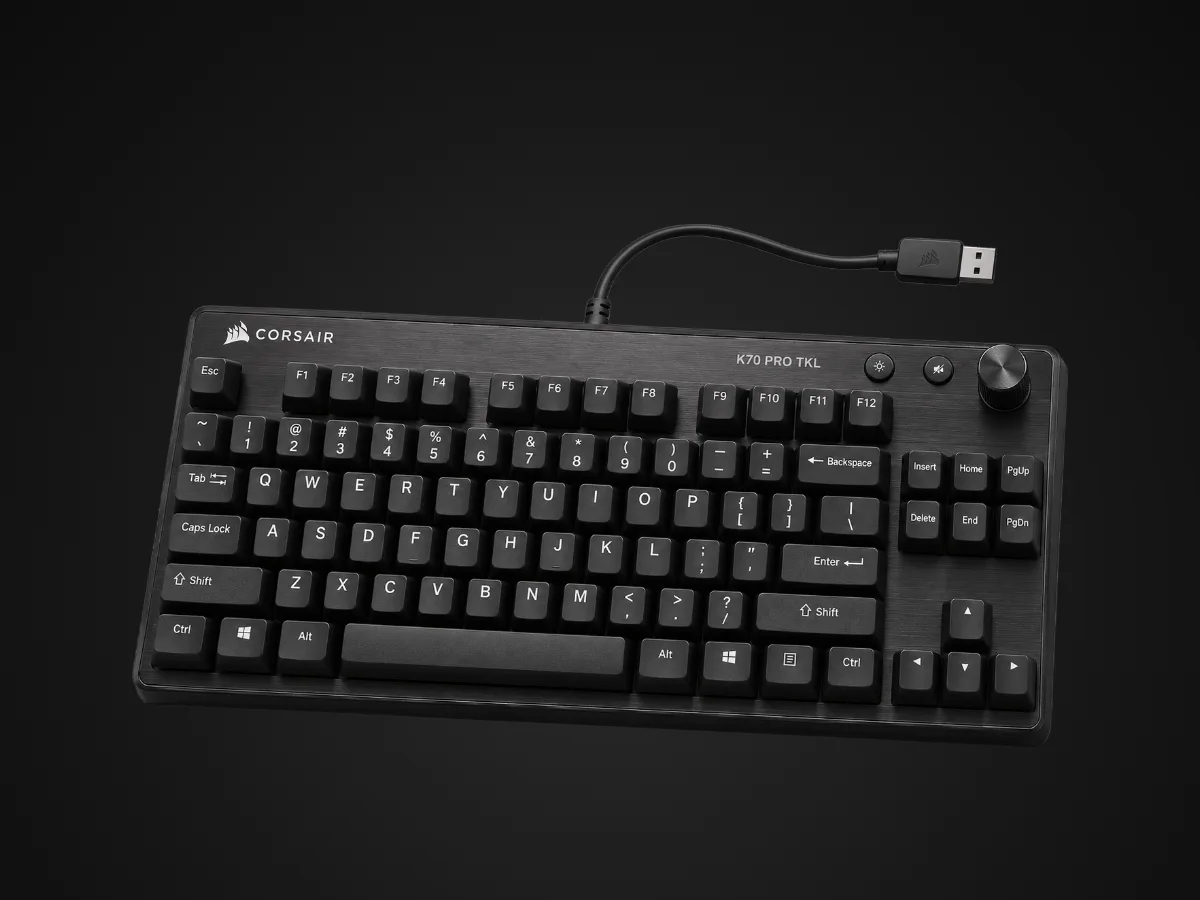 CORSAIR
K70 PRO TKL
Esc F1 F2 F3 F4 F5 F6 F7 F8 F9 F10 F11 F12
~ ! @ # $ % ^ & * ( ) — +
` 1 2 3 4 5 6 7 8 9 0 – = Backspace Insert Home PgUp
Tab Q W E R T Y U I O P { } |
[ ] \ Delete End PgDn
Caps Lock A S D F G H J K L : " Enter
; '
Shift Z X C V B N M < > ? Shift
, . /
Ctrl Alt Alt Ctrl